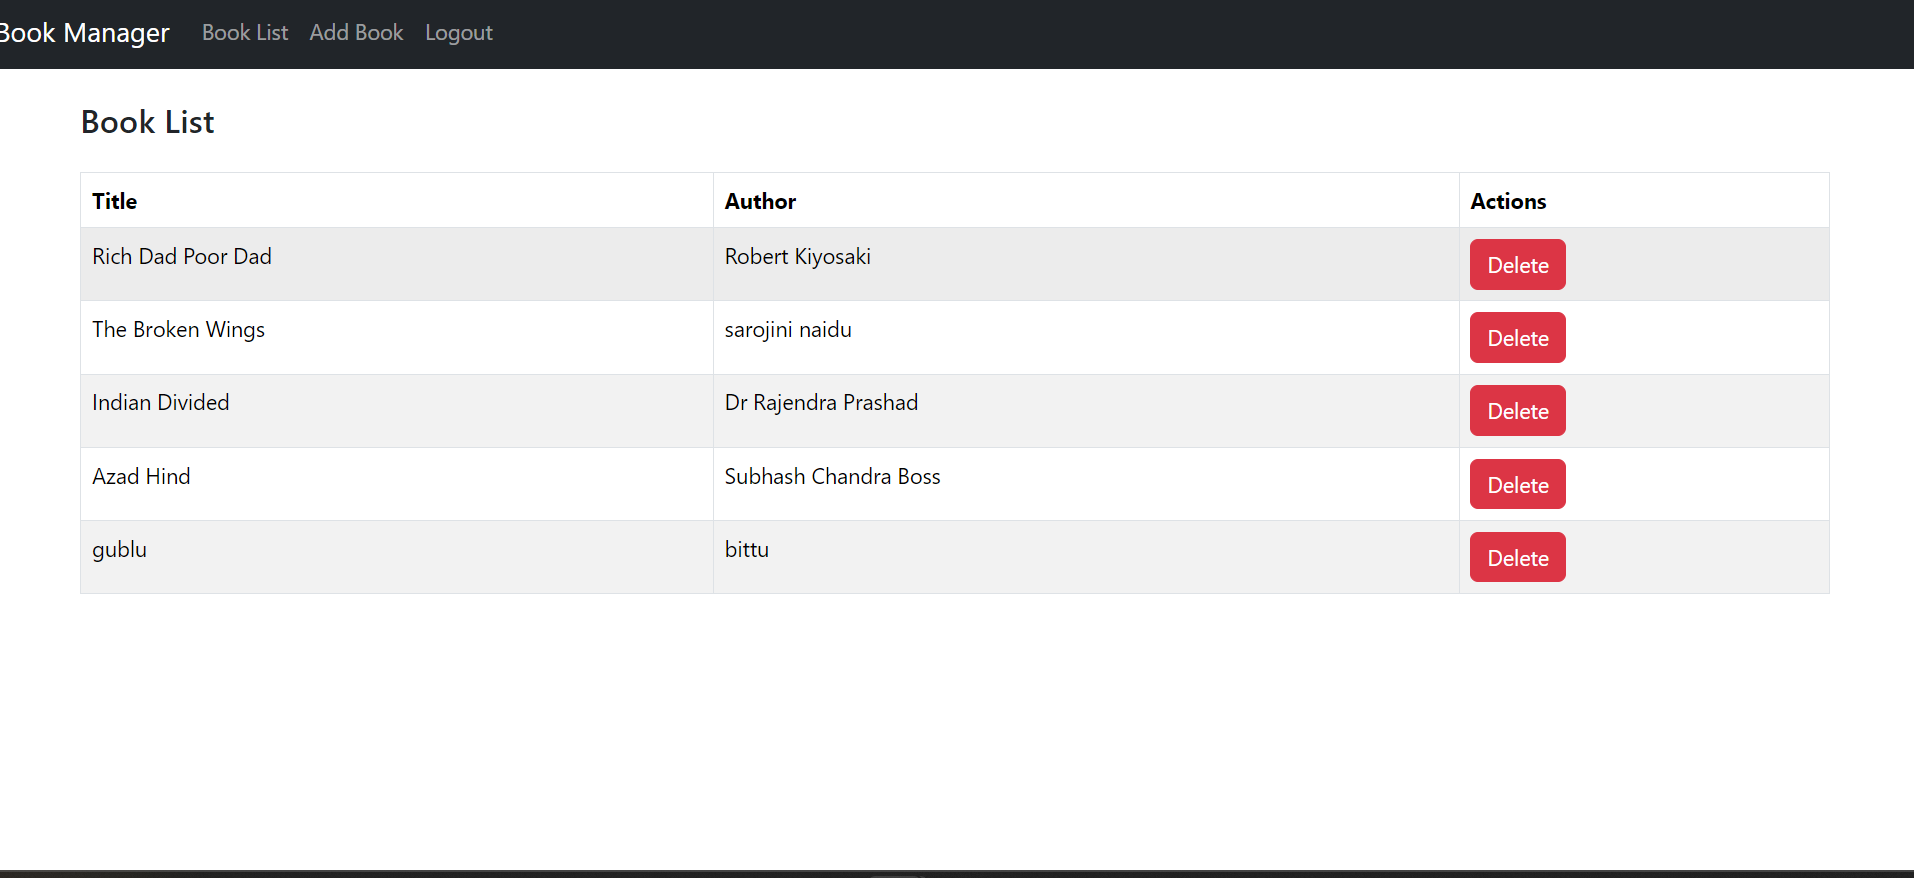 Book Manager Book List Add Book Logout
Book List
Title Author Actions
Rich Dad Poor Dad Robert Kiyosaki Delete
The Broken Wings sarojini naidu Delete
Indian Divided Dr Rajendra Prashad Delete
Azad Hind Subhash Chandra Boss Delete
gublu bittu Delete